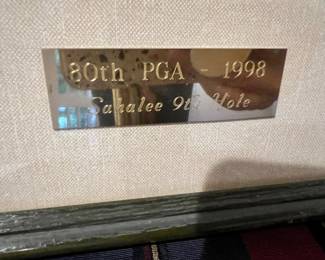 80th PGA - 1998
Sahalee 9th Hole